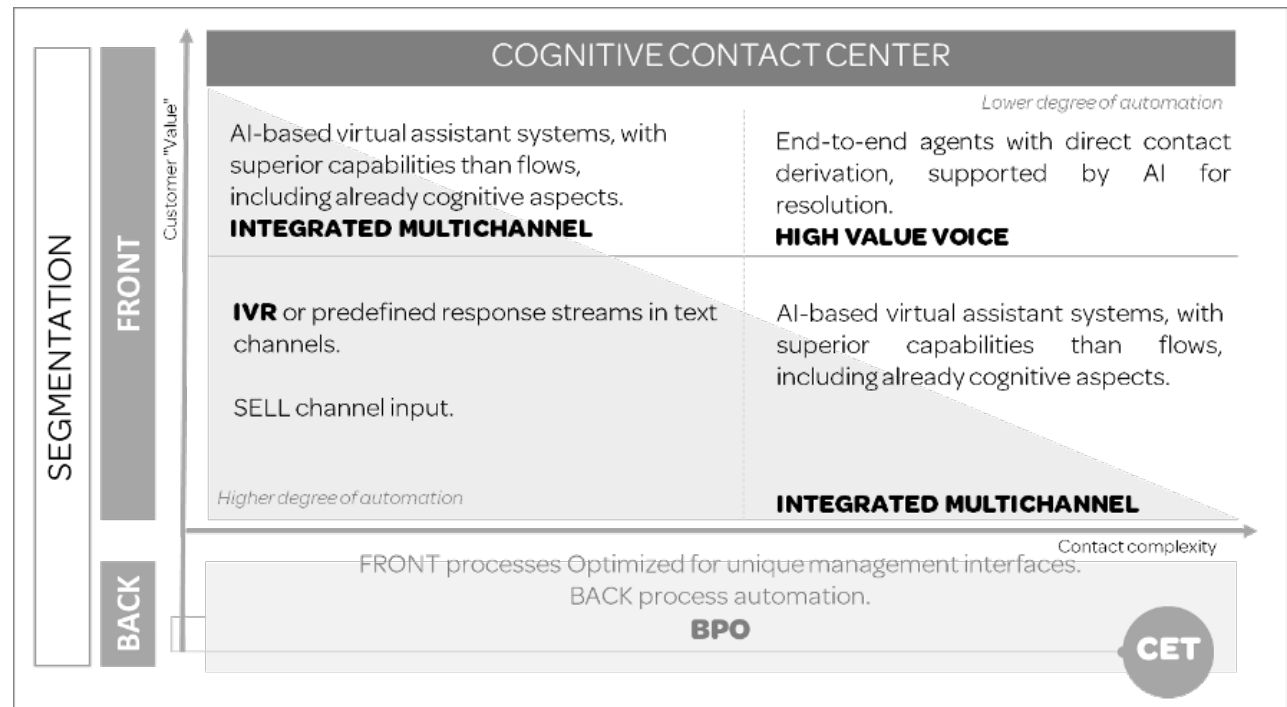 COGNITIVE CONTACT CENTER
SEGMENTATION
FRONT
Customer "Value"
Lower degree of automation
AI-based virtual assistant systems, with
superior capabilities than flows,
including already cognitive aspects.
INTEGRATED MULTICHANNEL
End-to-end agents with direct contact
derivation, supported by AI for
resolution.
HIGH VALUE VOICE
IVR or predefined response streams in text
channels.
SELL channel input.
Higher degree of automation
AI-based virtual assistant systems, with
superior capabilities than flows,
including already cognitive aspects.
INTEGRATED MULTICHANNEL
Contact complexity
BACK
FRONT processes Optimized for unique management interfaces.
BACK process automation.
BPO
CET